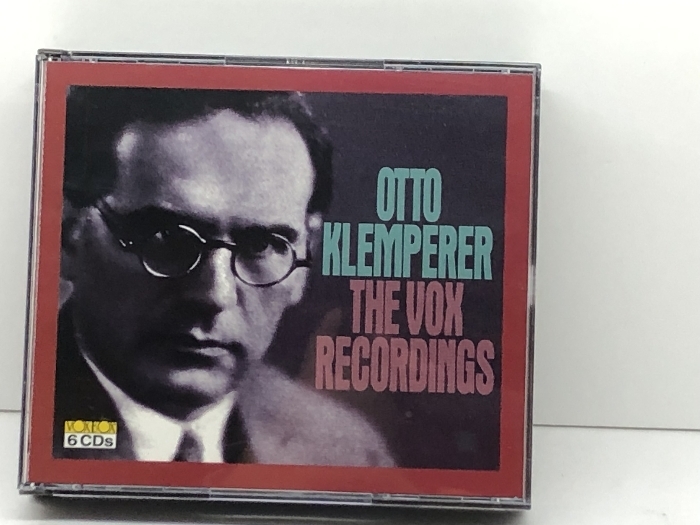 OTTO
KLEMPERER
THE VOX
RECORDINGS
VOXBOX
6 CDs